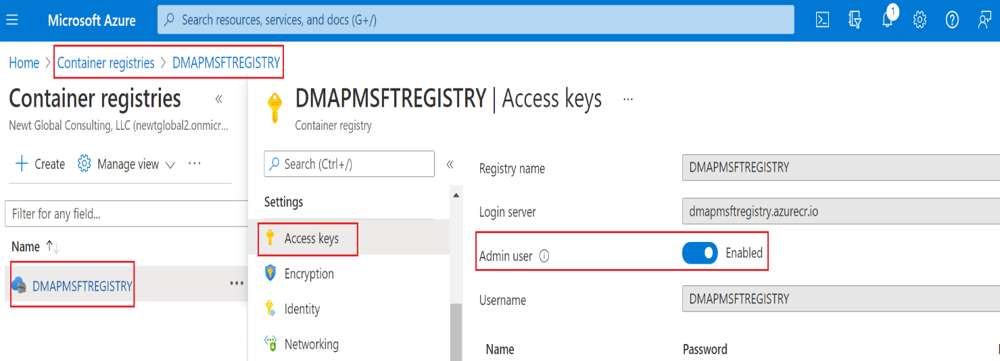 Microsoft Azure
Search resources, services, and docs (G+/)
1
Home > Container registries > DMAPMSFTREGISTRY
Container registries «
Newt Global Consulting, LLC (newtglobal2.onmicr...
+ Create Manage view ...
Filter for any field...
Name ↑↓
DMAPMSFTREGISTRY ...
DMAPMSFTREGISTRY | Access keys ...
Container registry
Search (Ctrl+/) «
Settings
Access keys
Encryption
Identity
Networking
Registry name DMAPMSFTREGISTRY
Login server dmapmsftregistry.azurecr.io
Admin user Enabled
Username DMAPMSFTREGISTRY
Name Password